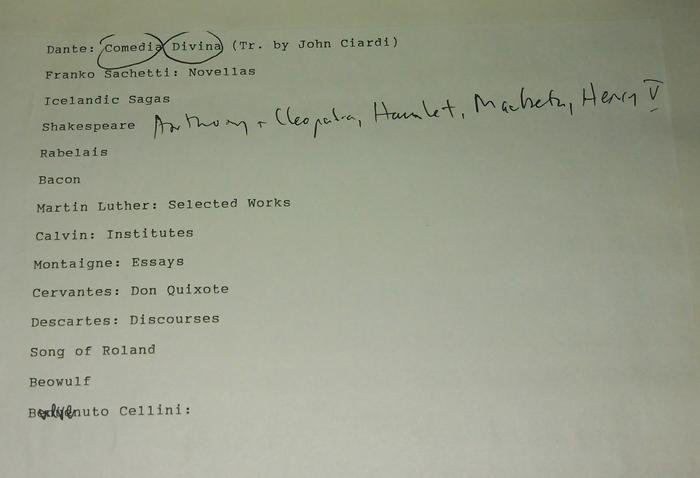 Dante: Comedia Divina (Tr. by John Ciardi)
Franko Sachetti: Novellas
Icelandic Sagas
Shakespeare Anthony + Cleopatra, Hamlet, Macbeth, Henry V
Rabelais
Bacon
Martin Luther: Selected Works
Calvin: Institutes
Montaigne: Essays
Cervantes: Don Quixote
Descartes: Discourses
Song of Roland
Beowulf
Benvenuto Cellini: